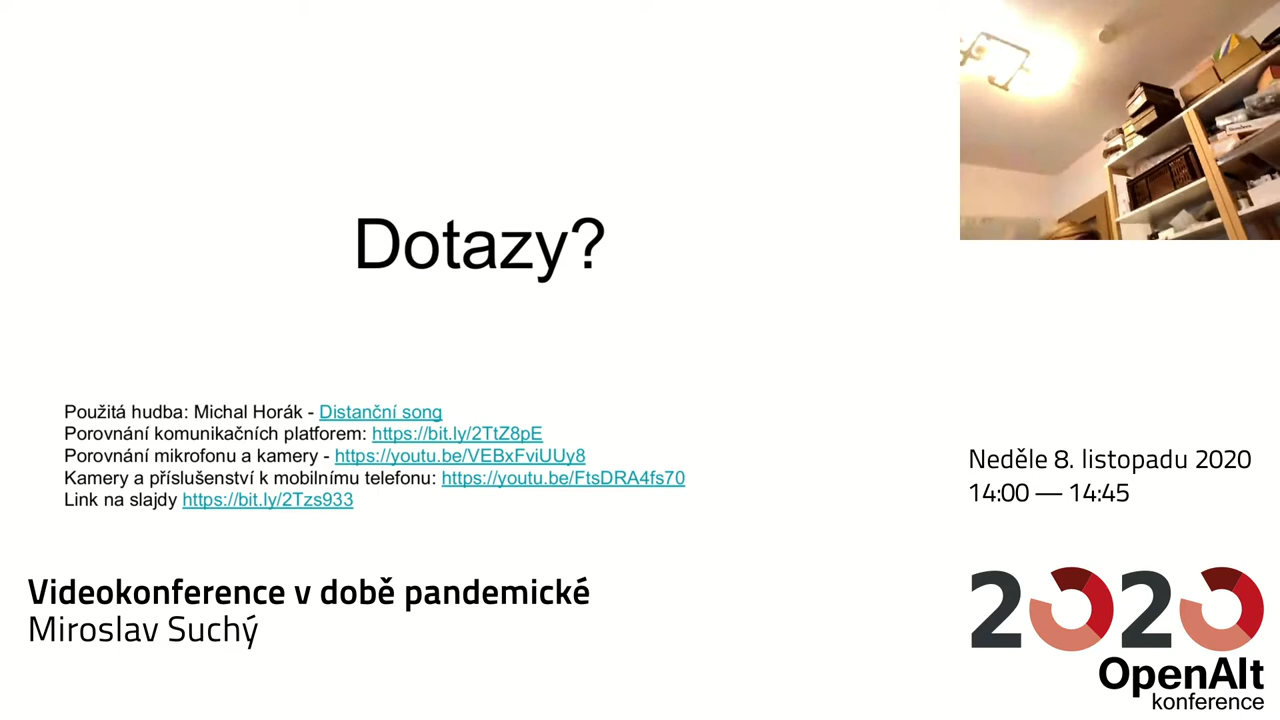 Dotazy?
Použitá hudba: Michal Horák - Distanční song
Porovnání komunikačních platforem: https://bit.ly/2TtZ8pE
Porovnání mikrofonu a kamery - https://youtu.be/VEBxFviUUy8
Kamery a příslušenství k mobilnímu telefonu: https://youtu.be/FtsDRA4fs70
Link na slajdy https://bit.ly/2Tzs933
Neděle 8. listopadu 2020
14:00 — 14:45
Videokonference v době pandemické
Miroslav Suchý
2020
OpenAlt
konference